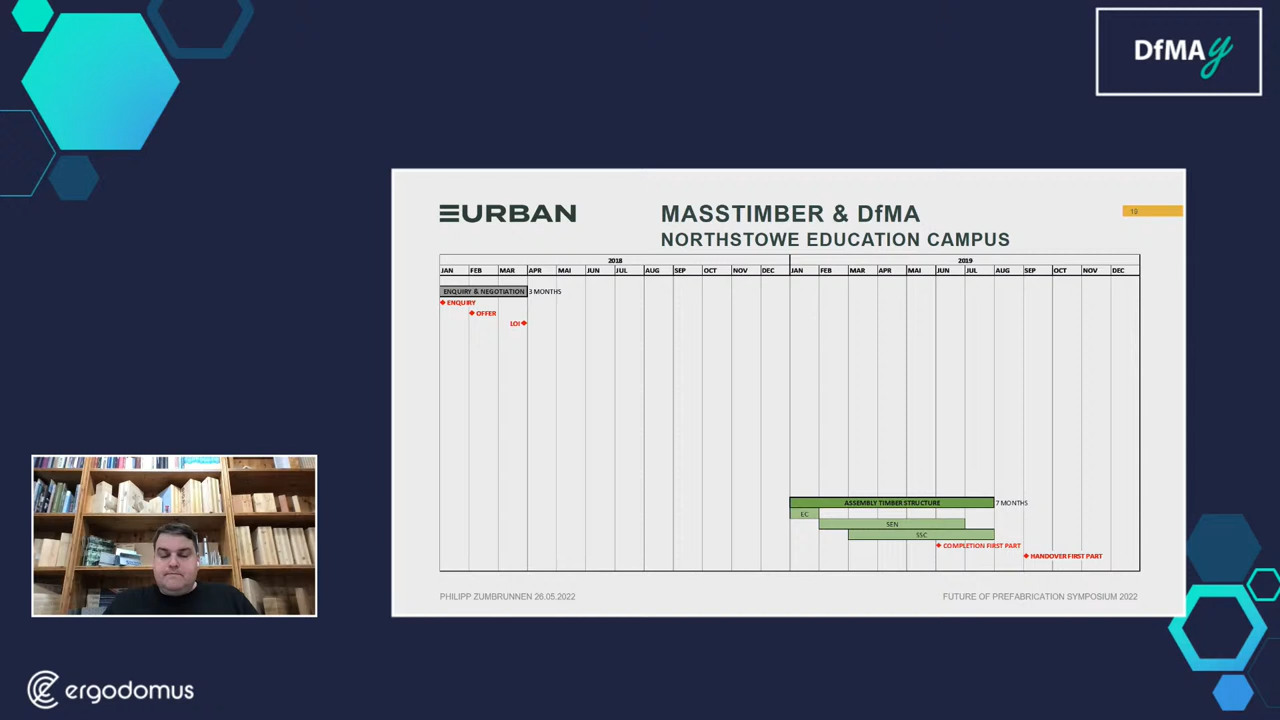 DfMAy
EURBAN
MASSTIMBER & DfMA
13
NORTHSTOWE EDUCATION CAMPUS
2018 2019
JAN FEB MAR APR MAI JUN JUL AUG SEP OCT NOV DEC JAN FEB MAR APR MAI JUN JUL AUG SEP OCT NOV DEC
ENQUIRY & NEGOTIATION 3 MONTHS
ENQUIRY
OFFER
LOI
ASSEMBLY TIMBER STRUCTURE 7 MONTHS
EC
SEN
SSC
COMPLETION FIRST PART
HANDOVER FIRST PART
PHILIPP ZUMBRUNNEN 26.05.2022
FUTURE OF PREFABRICATION SYMPOSIUM 2022
ergodomus